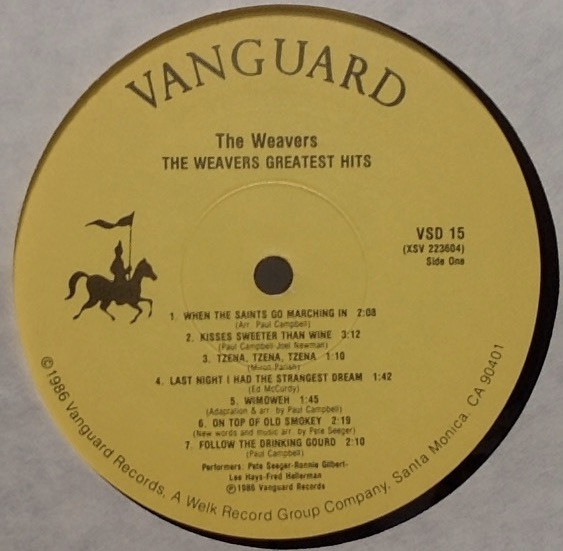 VANGUARD
The Weavers
THE WEAVERS GREATEST HITS
VSD 15
(XSV 223604)
Side One
1. WHEN THE SAINTS GO MARCHING IN 2:08
(Arr. Paul Campbell)
2. KISSES SWEETER THAN WINE 3:12
(Paul Campbell-Joel Newman)
3. TZENA, TZENA, TZENA 1:10
(Miron-Parish)
4. LAST NIGHT I HAD THE STRANGEST DREAM 1:42
(Ed McCurdy)
5. WIMOWEH 1:45
(Adaptation & arr. by Paul Campbell)
6. ON TOP OF OLD SMOKEY 2:19
(New words and music arr. by Pete Seeger)
7. FOLLOW THE DRINKING GOURD 2:10
(Paul Campbell)
Performers: Pete Seeger-Ronnie Gilbert-
Lee Hays-Fred Hellerman
℗1986 Vanguard Records
©1986 Vanguard Records, A Welk Record Group Company, Santa Monica, CA 90401